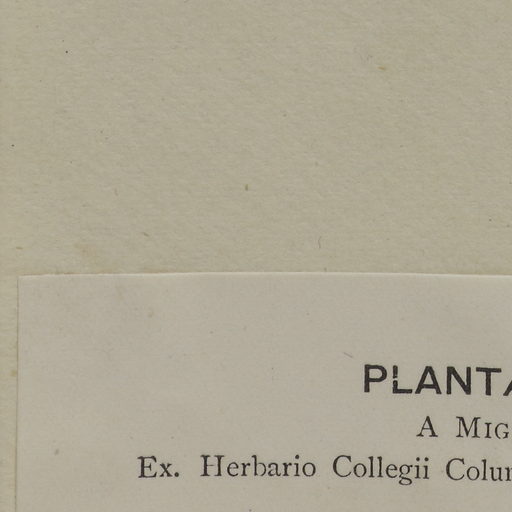 PLANTA
A MIG
Ex. Herbario Collegii Colum